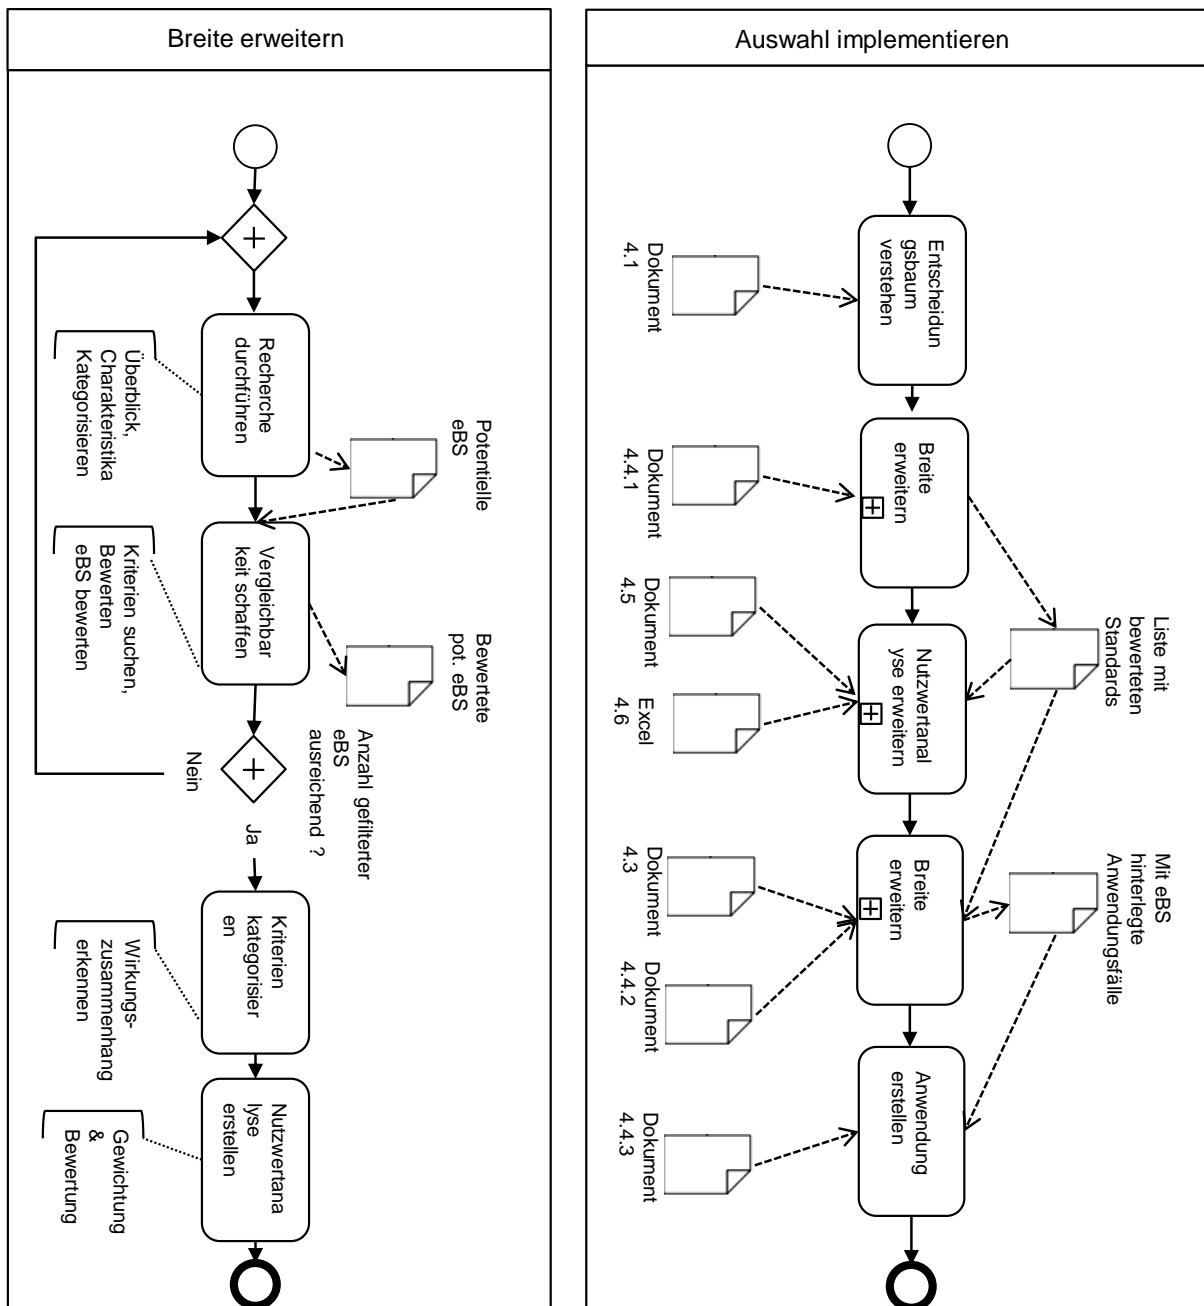 Breite erweitern
Recherche
durchführen
Überblick,
Charakteristika
Kategorisieren
Potentielle
eBS
Vergleichbar
keit schaffen
Kriterien suchen,
Bewerten
eBS bewerten
Bewertete
pot. eBS
Anzahl gefilterter
eBS
ausreichend ?
Nein
Ja
Kriterien
kategorisier
en
Wirkungs-
zusammenhang
erkennen
Nutzwertana
lyse
erstellen
Gewichtung
&
Bewertung
Auswahl implementieren
Entscheidun
gsbaum
verstehen
Dokument
4.1
Breite
erweitern
Dokument
4.4.1
Liste mit
bewerteten
Standards
Nutzwertanal
yse erweitern
Dokument
4.5
Excel
4.6
Breite
erweitern
Dokument
4.3
Dokument
4.4.2
Mit eBS
hinterlegte
Anwendungsfälle
Anwendung
erstellen
Dokument
4.4.3